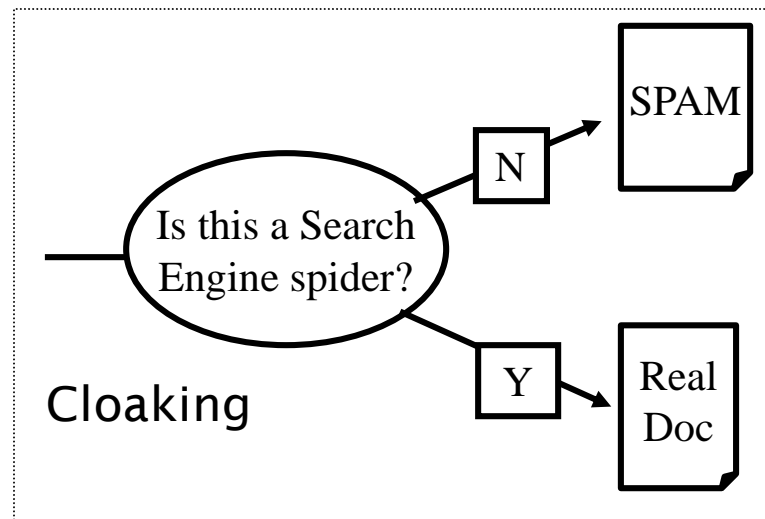 SPAM
N
Is this a Search
Engine spider?
Y
Real
Doc
Cloaking